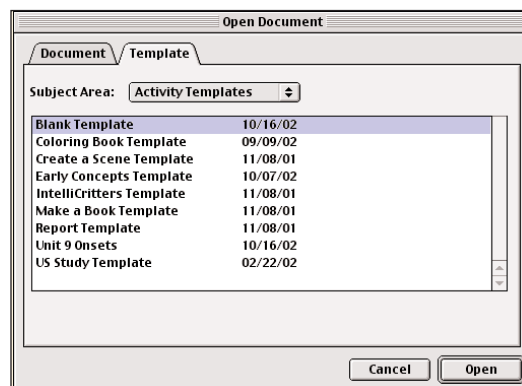 Open Document
Document Template
Subject Area: Activity Templates
Blank Template 10/16/02
Coloring Book Template 09/09/02
Create a Scene Template 11/08/01
Early Concepts Template 10/07/02
IntelliCritters Template 11/08/01
Make a Book Template 11/08/01
Report Template 11/08/01
Unit 9 Onsets 10/16/02
US Study Template 02/22/02
Cancel Open